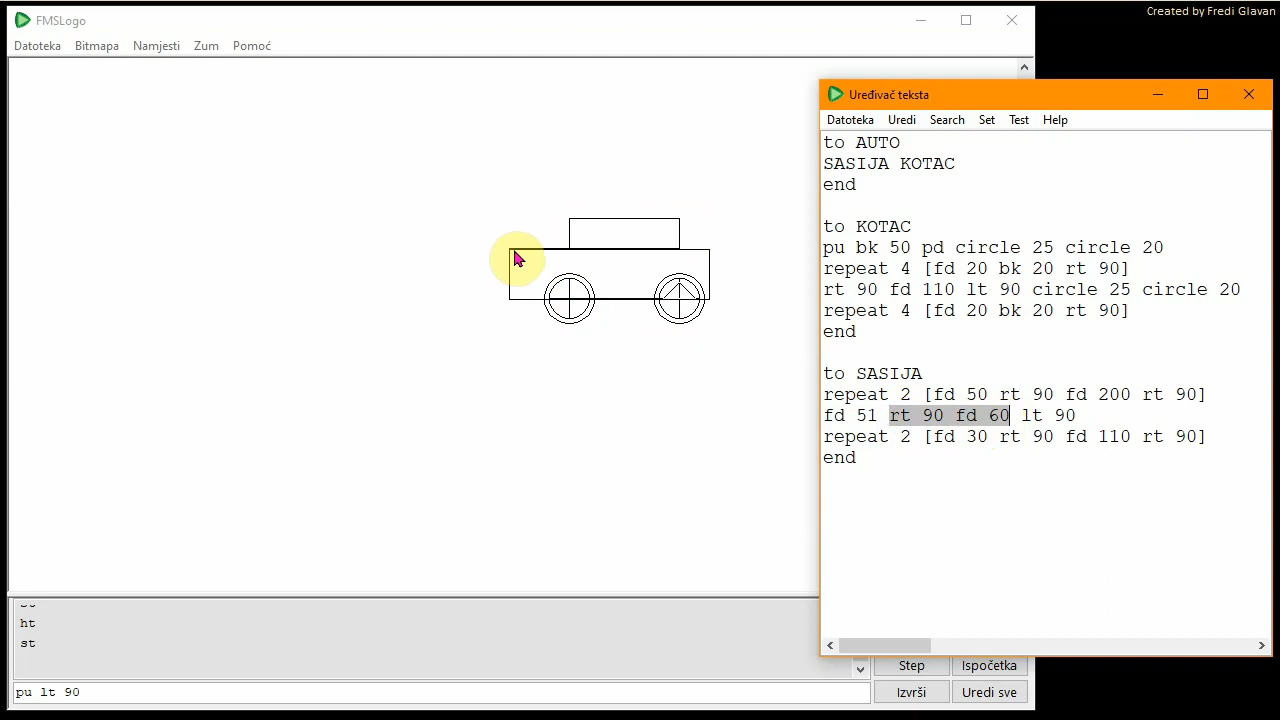 Created by Fredi Glavan
FMSLogo
Datoteka Bitmapa Namjesti Zum Pomoć
Uređivač teksta
Datoteka Uredi Search Set Test Help
to AUTO
SASIJA KOTAC
end
to KOTAC
pu bk 50 pd circle 25 circle 20
repeat 4 [fd 20 bk 20 rt 90]
rt 90 fd 110 lt 90 circle 25 circle 20
repeat 4 [fd 20 bk 20 rt 90]
end
to SASIJA
repeat 2 [fd 50 rt 90 fd 200 rt 90]
fd 51 rt 90 fd 60 lt 90
repeat 2 [fd 30 rt 90 fd 110 rt 90]
end
ht
st
Step Ispočetka
pu lt 90
Izvrši Uredi sve